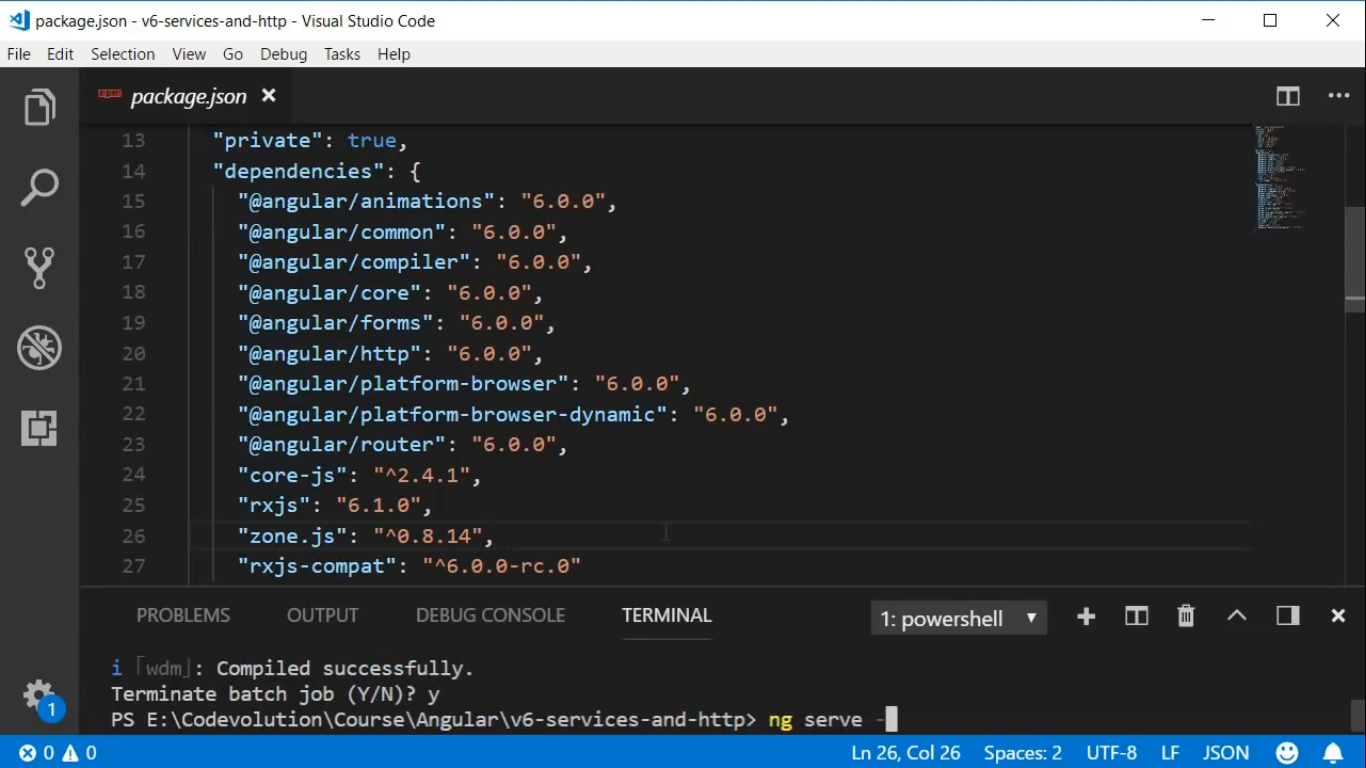 package.json - v6-services-and-http - Visual Studio Code
File Edit Selection View Go Debug Tasks Help
npm package.json
13 "private": true,
14 "dependencies": {
15 "@angular/animations": "6.0.0",
16 "@angular/common": "6.0.0",
17 "@angular/compiler": "6.0.0",
18 "@angular/core": "6.0.0",
19 "@angular/forms": "6.0.0",
20 "@angular/http": "6.0.0",
21 "@angular/platform-browser": "6.0.0",
22 "@angular/platform-browser-dynamic": "6.0.0",
23 "@angular/router": "6.0.0",
24 "core-js": "^2.4.1",
25 "rxjs": "6.1.0",
26 "zone.js": "^0.8.14",
27 "rxjs-compat": "^6.0.0-rc.0"
PROBLEMS OUTPUT DEBUG CONSOLE TERMINAL 1: powershell
i ｢wdm｣: Compiled successfully.
Terminate batch job (Y/N)? y
PS E:\Codevolution\Course\Angular\v6-services-and-http> ng serve -
1
0 0 Ln 26, Col 26 Spaces: 2 UTF-8 LF JSON